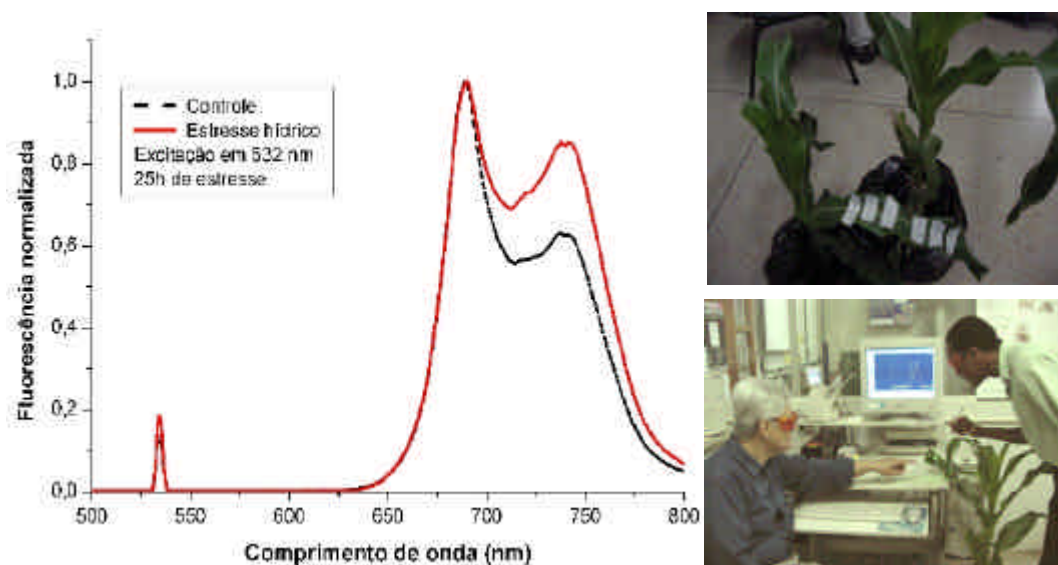 Fluorescência normalizada
1,0
0,8
0,6
0,4
0,2
0,0
Controle
Estresse hídrico
Excitação em 532 nm
25h de estresse
500
550
600
650
700
750
800
Comprimento de onda (nm)